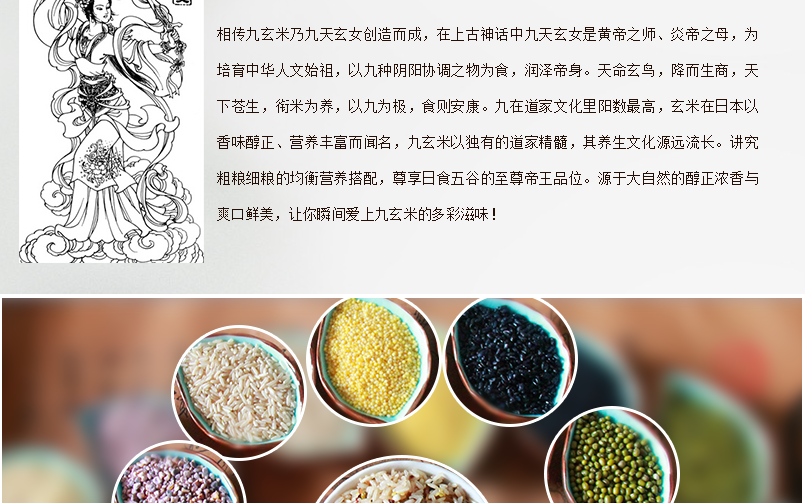 相传九玄米乃九天玄女创造而成，在上古神话中九天玄女是黄帝之师、炎帝之母，为
培育中华人文始祖，以九种阴阳协调之物为食，润泽帝身。天命玄鸟，降而生商，天
下苍生，衔米为养，以九为极，食则安康。九在道家文化里阳数最高，玄米在日本以
香味醇正、营养丰富而闻名，九玄米以独有的道家精髓，其养生文化源远流长。讲究
粗粮细粮的均衡营养搭配，尊享日食五谷的至尊帝王品位。源于大自然的醇正浓香与
爽口鲜美，让你瞬间爱上九玄米的多彩滋味！